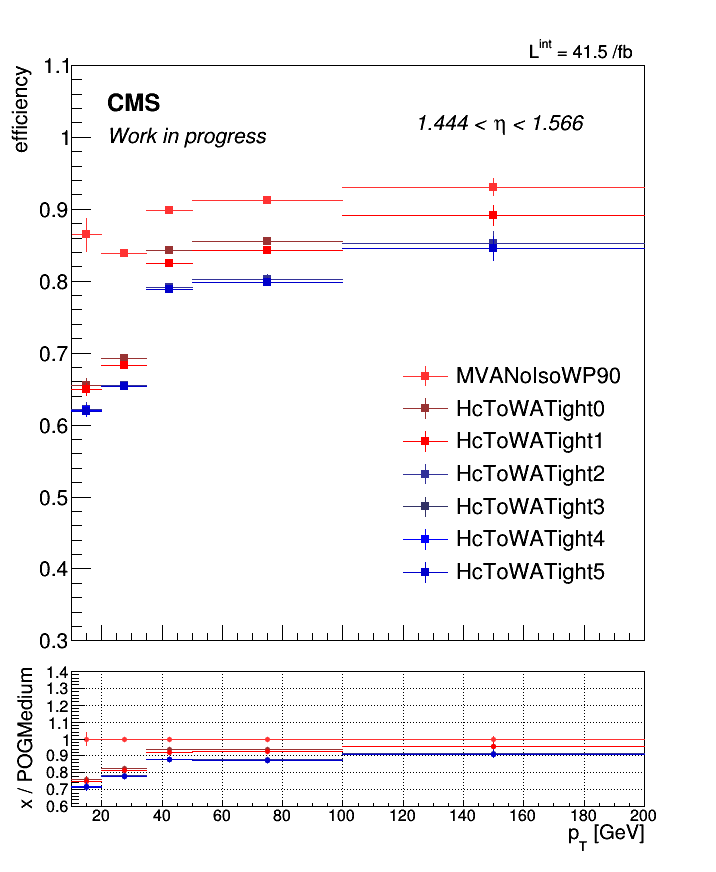 L^int = 41.5 /fb
efficiency
CMS
Work in progress
1.444 < η < 1.566
1.1
1
0.9
0.8
0.7
0.6
0.5
0.4
0.3
MVANoIsoWP90
HcToWATight0
HcToWATight1
HcToWATight2
HcToWATight3
HcToWATight4
HcToWATight5
x / POGMedium
1.4
1.3
1.2
1.1
1
0.9
0.8
0.7
0.6
20 40 60 80 100 120 140 160 180 200
p_T [GeV]